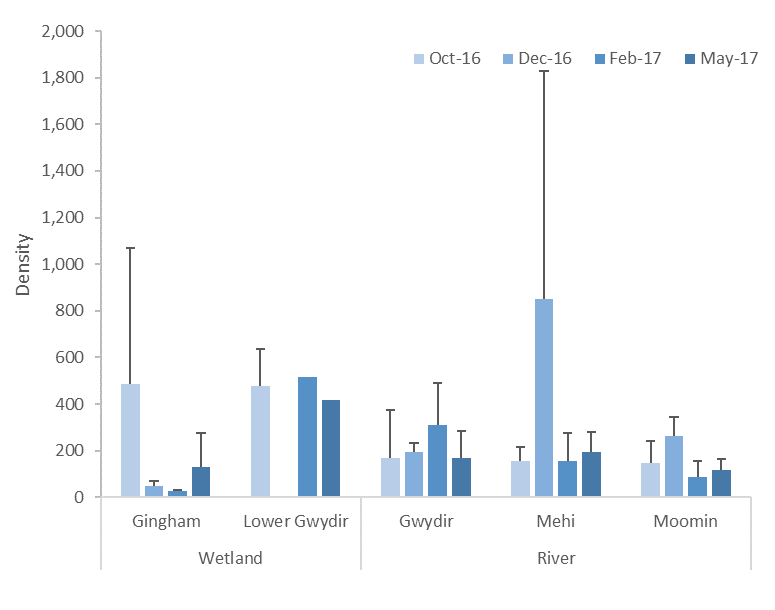 2,000
Oct-16 Dec-16 Feb-17 May-17
1,800
1,600
1,400
1,200
1,000
800
600
400
200
0
Density
Gingham Lower Gwydir Gwydir Mehi Moomin
Wetland River